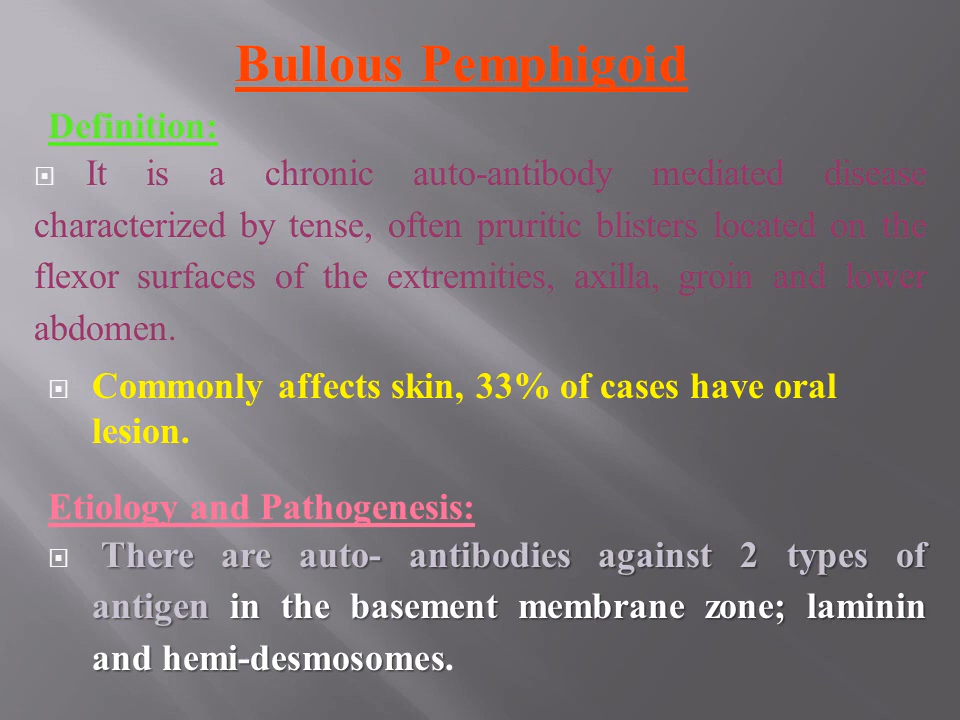 Bullous Pemphigoid
Definition:
It is a chronic auto-antibody mediated disease
characterized by tense, often pruritic blisters located on the
flexor surfaces of the extremities, axilla, groin and lower
abdomen.
Commonly affects skin, 33% of cases have oral
lesion.
Etiology and Pathogenesis:
There are auto- antibodies against 2 types of
antigen in the basement membrane zone; laminin
and hemi-desmosomes.